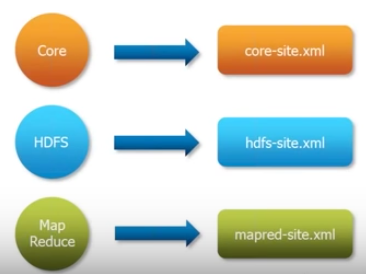 Core
core-site.xml
HDFS
hdfs-site.xml
Map
Reduce
mapred-site.xml